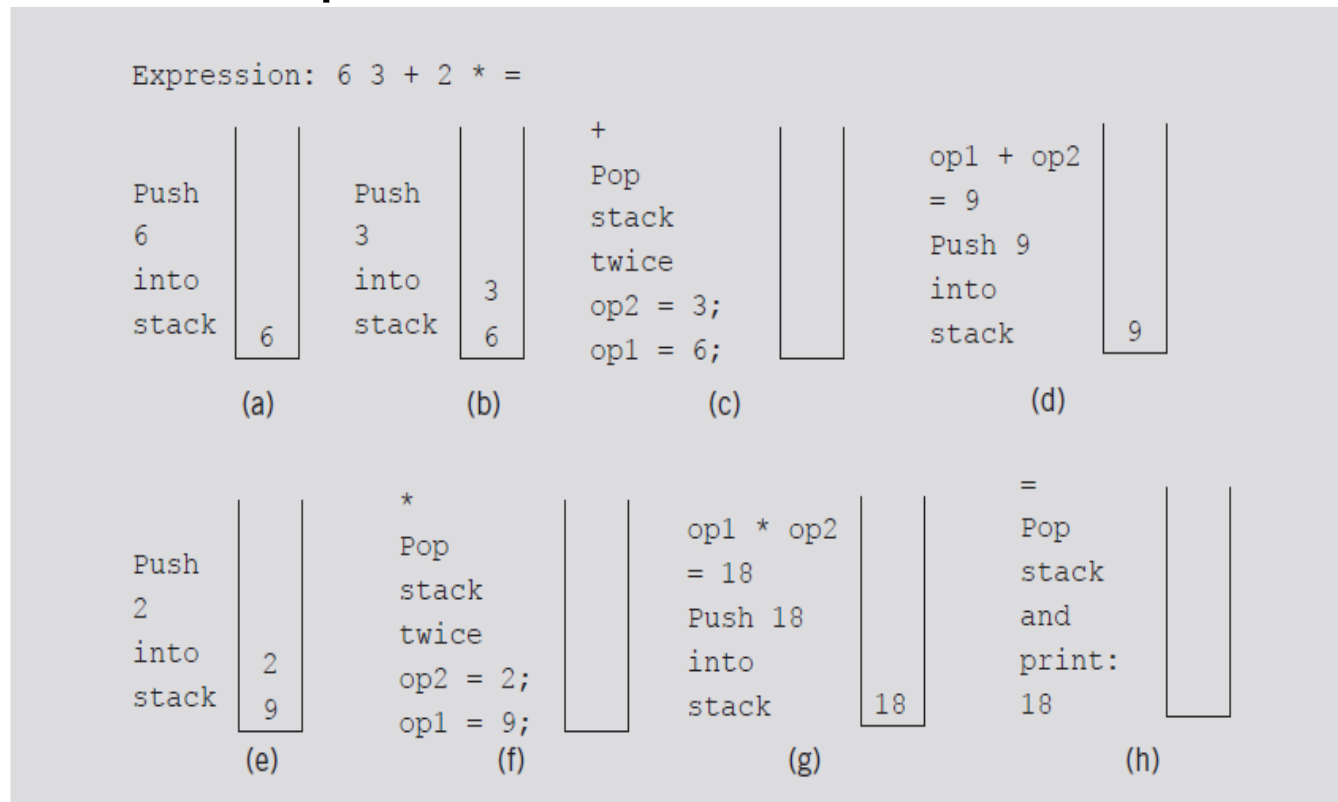 Expression: 6 3 + 2 * =
Push
6
into
stack
6
(a)
Push
3
into
stack
3
6
(b)
+
Pop
stack
twice
op2 = 3;
op1 = 6;
(c)
op1 + op2
= 9
Push 9
into
stack
9
(d)
Push
2
into
stack
2
9
(e)
*
Pop
stack
twice
op2 = 2;
op1 = 9;
(f)
op1 * op2
= 18
Push 18
into
stack
18
(g)
=
Pop
stack
and
print:
18
(h)